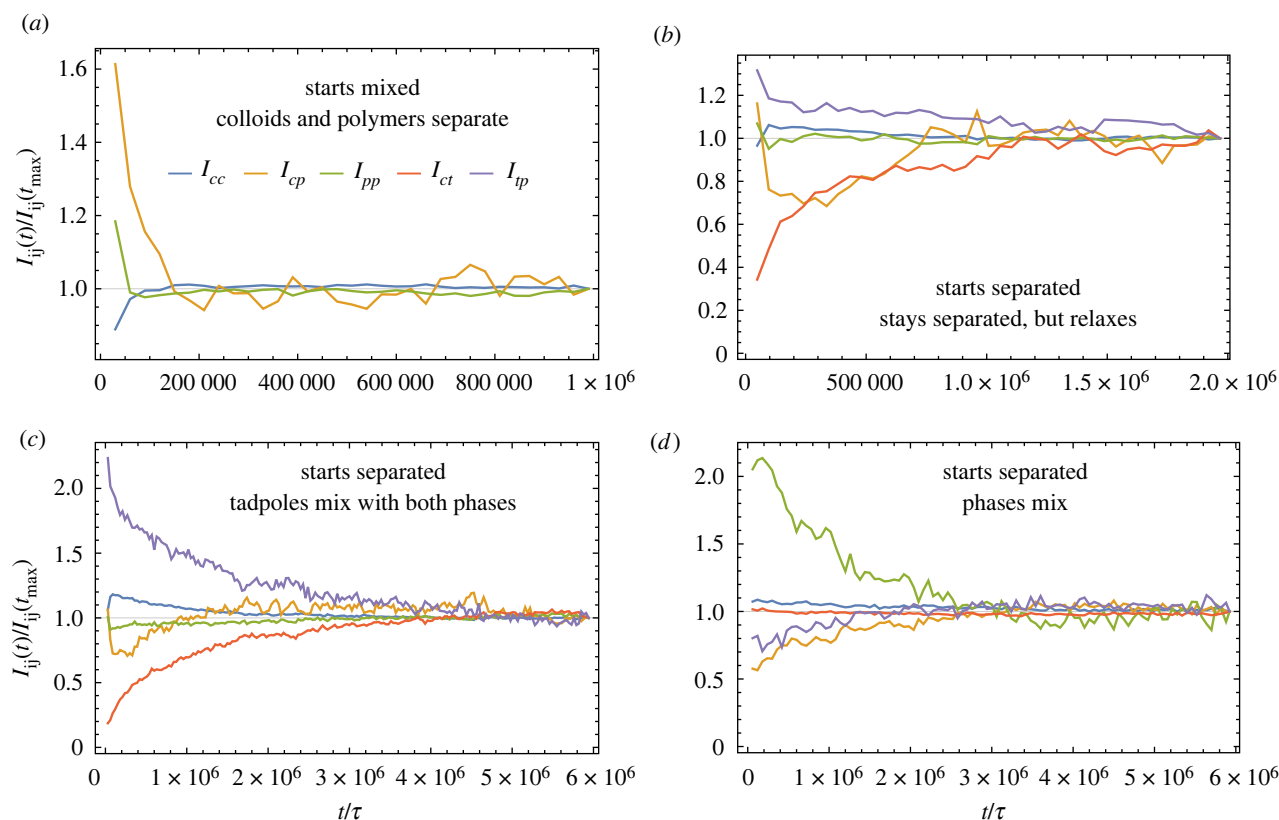 (a)
1.6
1.4
1.2
1.0
I_ij(t)/I_ij(t_max)
starts mixed
colloids and polymers separate
I_cc I_cp I_pp I_ct I_tp
0 200 000 400 000 600 000 800 000 1 × 10^6
(b)
1.2
1.0
0.8
0.6
0.4
0.2
0
starts separated
stays separated, but relaxes
0 500 000 1.0 × 10^6 1.5 × 10^6 2.0 × 10^6
(c)
2.0
1.5
1.0
0.5
0
I_ij(t)/I_ij(t_max)
starts separated
tadpoles mix with both phases
0 1 × 10^6 2 × 10^6 3 × 10^6 4 × 10^6 5 × 10^6 6 × 10^6
t/τ
(d)
2.0
1.5
1.0
0.5
0
starts separated
phases mix
0 1 × 10^6 2 × 10^6 3 × 10^6 4 × 10^6 5 × 10^6 6 × 10^6
t/τ